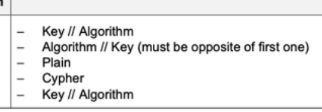 – Key // Algorithm
– Algorithm // Key (must be opposite of first one)
– Plain
– Cypher
– Key // Algorithm